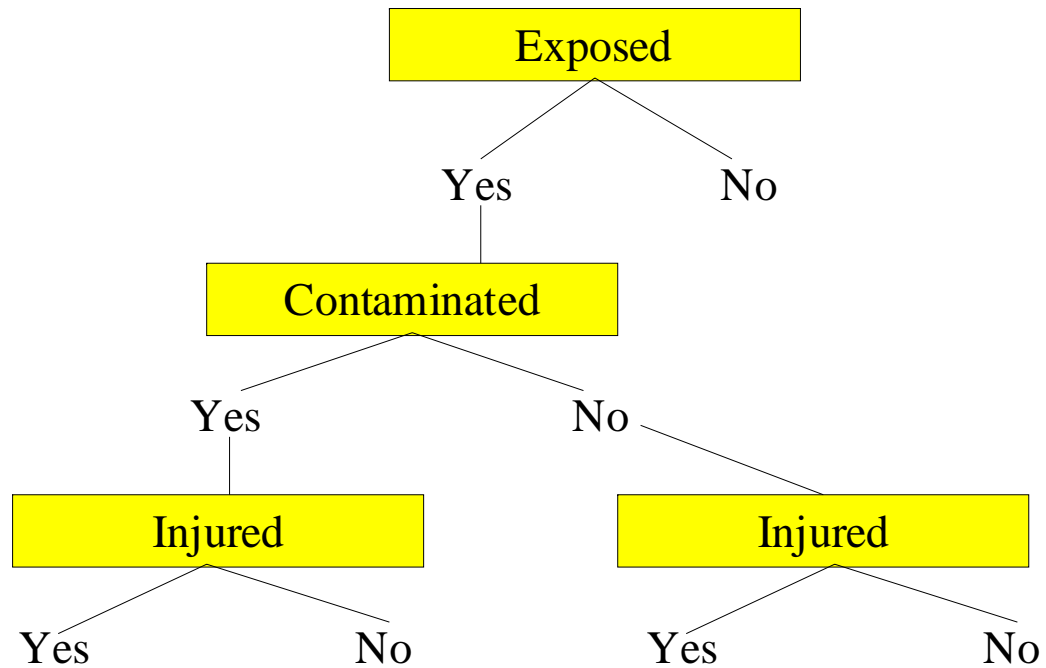 Exposed
Yes No
Contaminated
Yes No
Injured Injured
Yes No Yes No